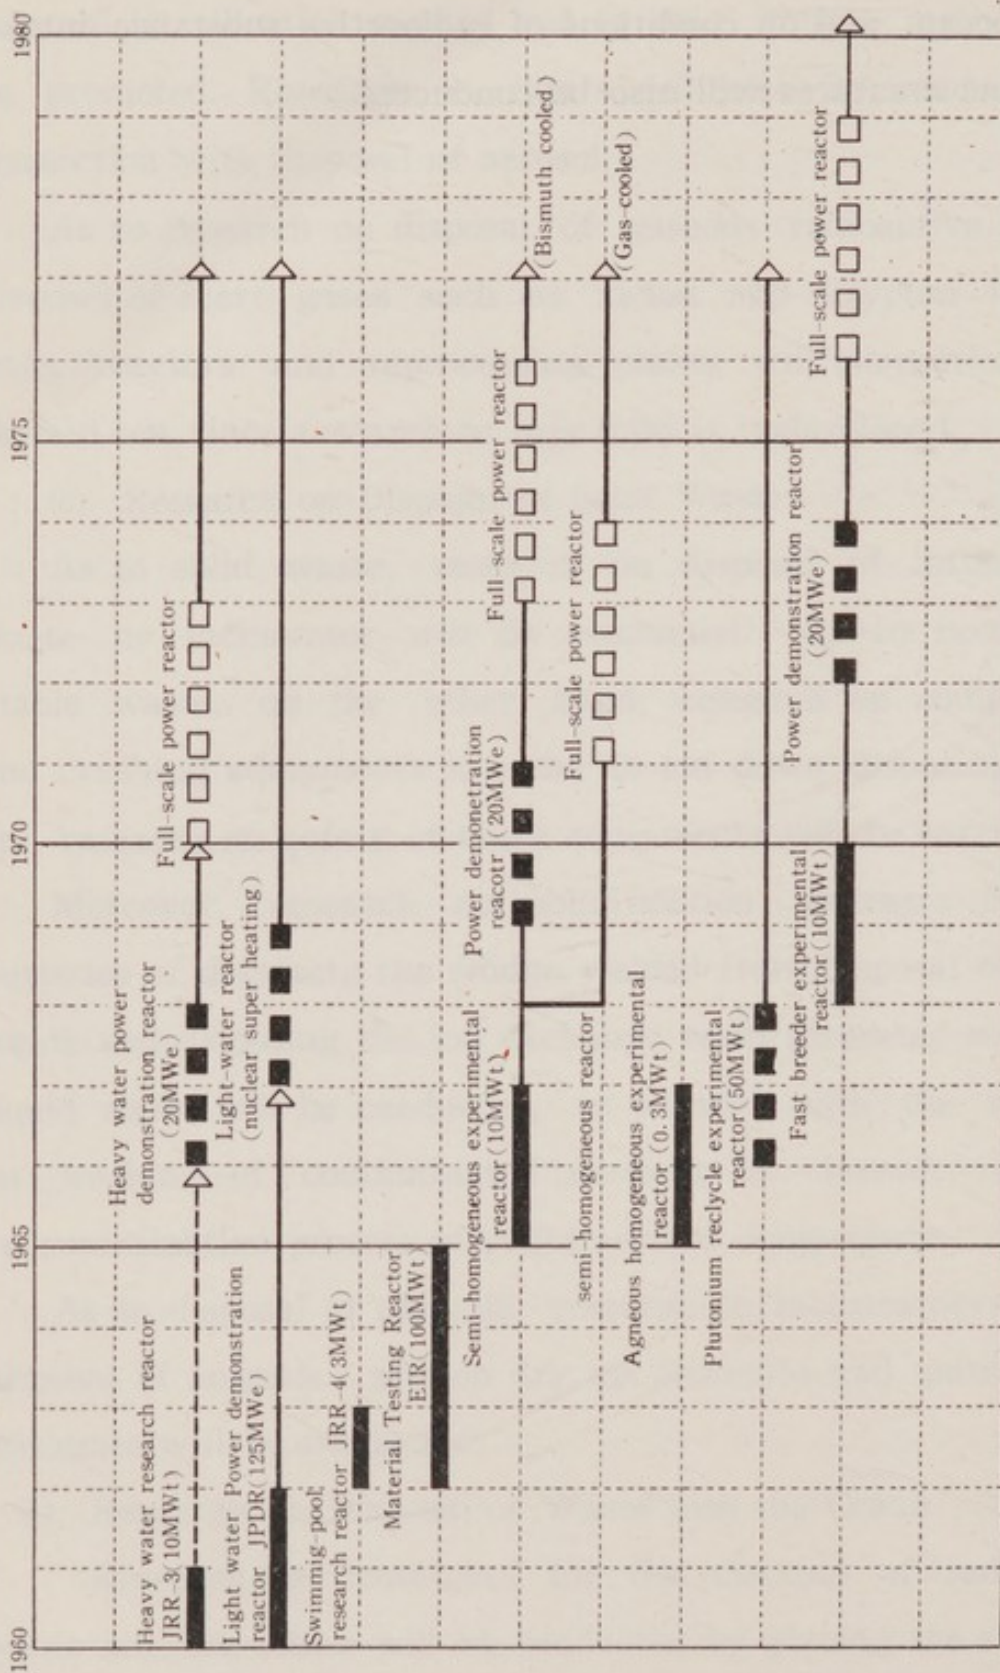 1960
1965
1970
1975
1980
Heavy water research reactor
JRR-3(10MWt)
Heavy water power
demonstration reactor
(20MWe)
Full-scale power reactor
Light water Power demonstration
reactor JPDR(125MWe)
Light-water reactor
(nuclear super heating)
Swimmig-pool
research reactor JRR-4(3MWt)
Material Testing Reactor
EIR(100MWt)
Semi-homogeneous experimental
reactor(10MWt)
Power demonetration
reacotr (20MWe)
Full scale power reactor
(Bismuth cooled)
semi-homogeneous reactor
Full-scale power reactor
(Gas-cooled)
Agneous homogeneous experimental
reactor(0.3MWt)
Plutonium reclycle experimental
reactor(50MWt)
Fast breeder experimental
reactor(10MWt)
Power demonstration reactor
(20MWe)
Full-scale power reactor